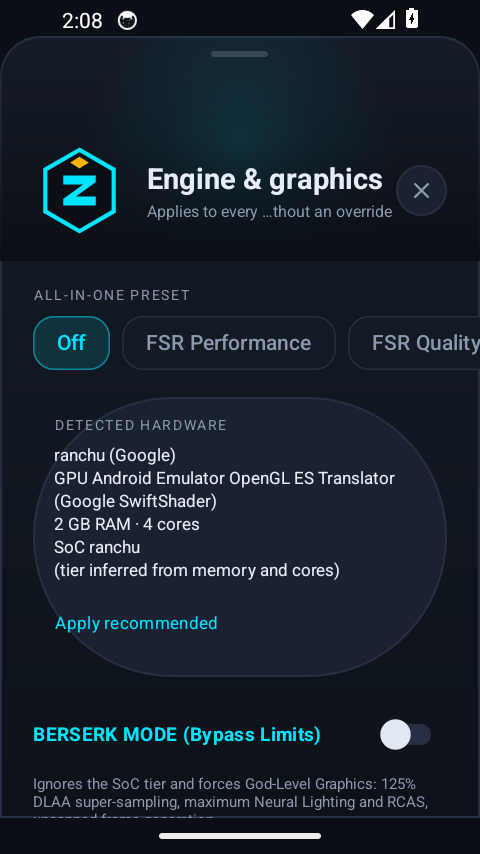 2:08
Engine & graphics
Applies to every …thout an override
ALL-IN-ONE PRESET
Off
FSR Performance
FSR Quality
DETECTED HARDWARE
ranchu (Google)
GPU Android Emulator OpenGL ES Translator
(Google SwiftShader)
2 GB RAM · 4 cores
SoC ranchu
(tier inferred from memory and cores)
Apply recommended
BERSERK MODE (Bypass Limits)
Ignores the SoC tier and forces God-Level Graphics: 125%
DLAA super-sampling, maximum Neural Lighting and RCAS,